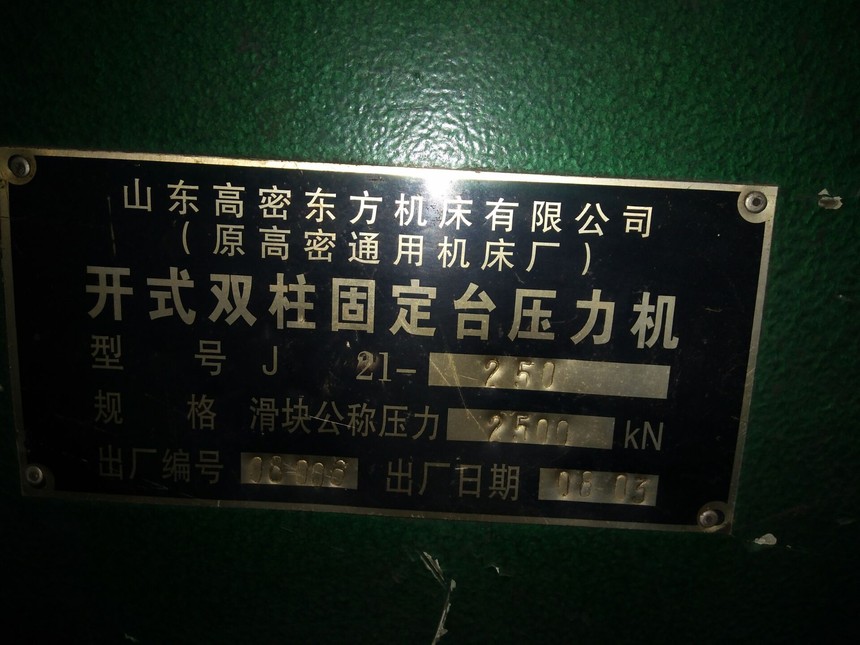 山东高密东方机床有限公司
（原高密通用机床厂）
开式双柱固定台压力机
型号 J 21-250
规格 滑块公称压力 2500 kN
出厂编号 出厂日期